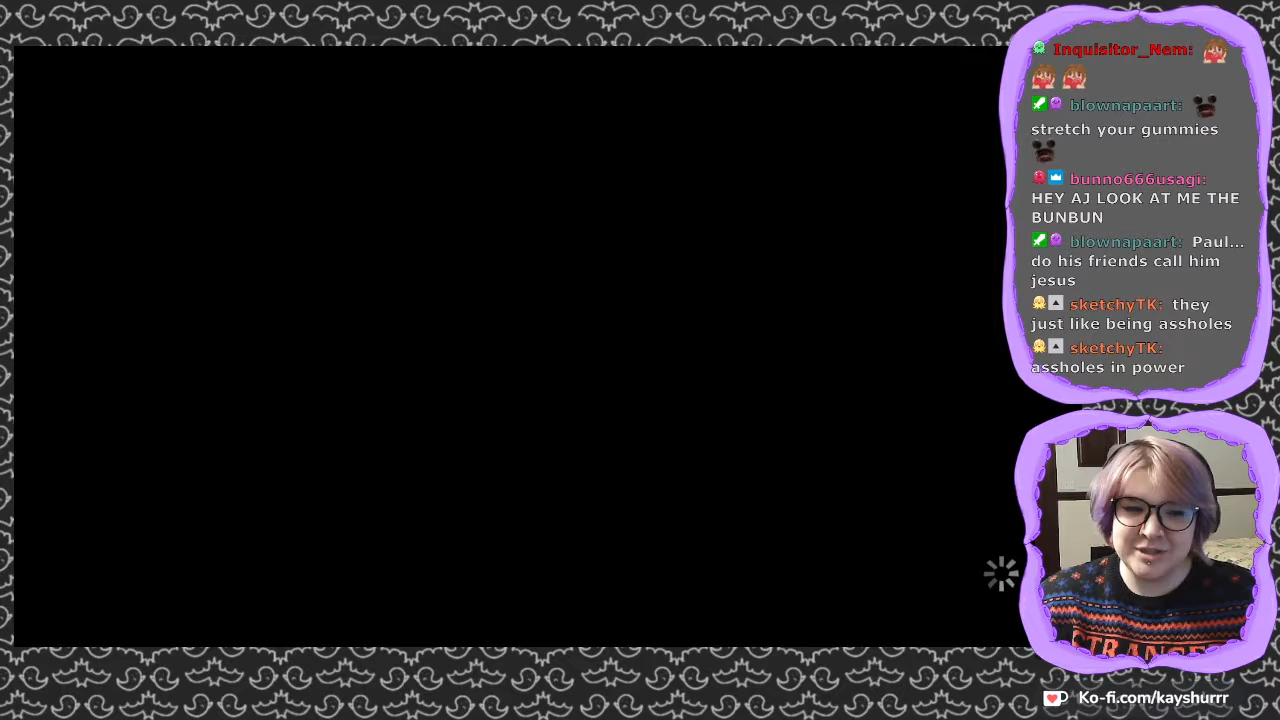 Inquisitor_Nem:
blownapaart:
stretch your gummies
bunno666usagi:
HEY AJ LOOK AT ME THE
BUNBUN
blownapaart: Paul...
do his friends call him
jesus
sketchyTK: they
just like being assholes
sketchyTK:
assholes in power
STRANGE
Ko-fi.com/kayshurrr